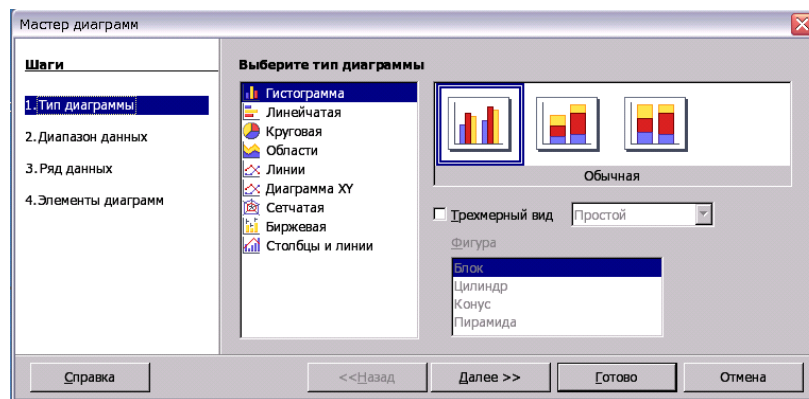 Мастер диаграмм
Шаги
1.Тип диаграммы
2.Диапазон данных
3.Ряд данных
4.Элементы диаграмм
Выберите тип диаграммы
Гистограмма
Линейчатая
Круговая
Области
Линии
Диаграмма XY
Сетчатая
Биржевая
Столбцы и линии
Обычная
Трехмерный вид
Простой
Фигура
Блок
Цилиндр
Конус
Пирамида
Справка
<<Назад
Далее >>
Готово
Отмена